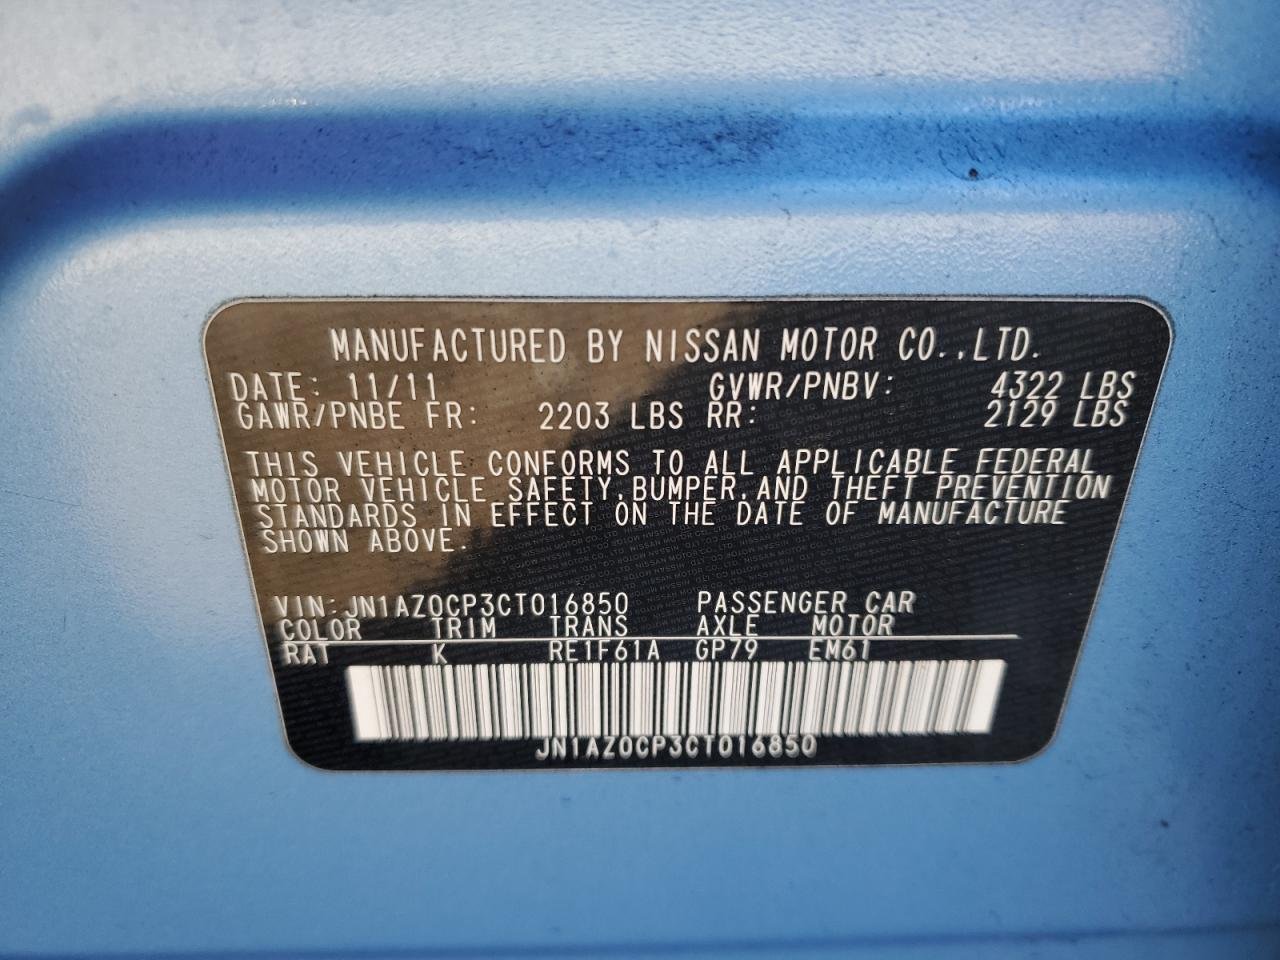 MANUFACTURED BY NISSAN MOTOR CO.,LTD.
DATE: 11/11 GVWR/PNBV: 4322 LBS
GAWR/PNBE FR: 2203 LBS RR: 2129 LBS
THIS VEHICLE CONFORMS TO ALL APPLICABLE FEDERAL
MOTOR VEHICLE SAFETY,BUMPER,AND THEFT PREVENTION
STANDARDS IN EFFECT ON THE DATE OF MANUFACTURE
SHOWN ABOVE.
VIN:JN1AZ0CP3CT016850 PASSENGER CAR
COLOR TRIM TRANS AXLE MOTOR
RAT K RE1F61A GP79 EM61
JN1AZ0CP3CT016850